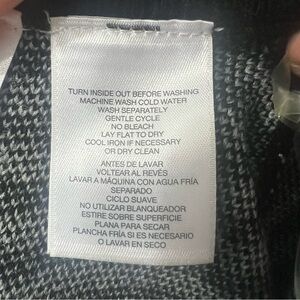 TURN INSIDE OUT BEFORE WASHING
MACHINE WASH COLD WATER
WASH SEPARATELY
GENTLE CYCLE
NO BLEACH
LAY FLAT TO DRY
COOL IRON IF NECESSARY
OR DRY CLEAN
ANTES DE LAVAR
VOLTEAR AL REVÉS
LAVAR A MÁQUINA CON AGUA FRÍA
SEPARADO
CICLO SUAVE
NO UTILIZAR BLANQUEADOR
ESTIRE SOBRE SUPERFICIE
PLANA PARA SECAR
PLANCHA FRÍA SI ES NECESARIO
O LAVAR EN SECO